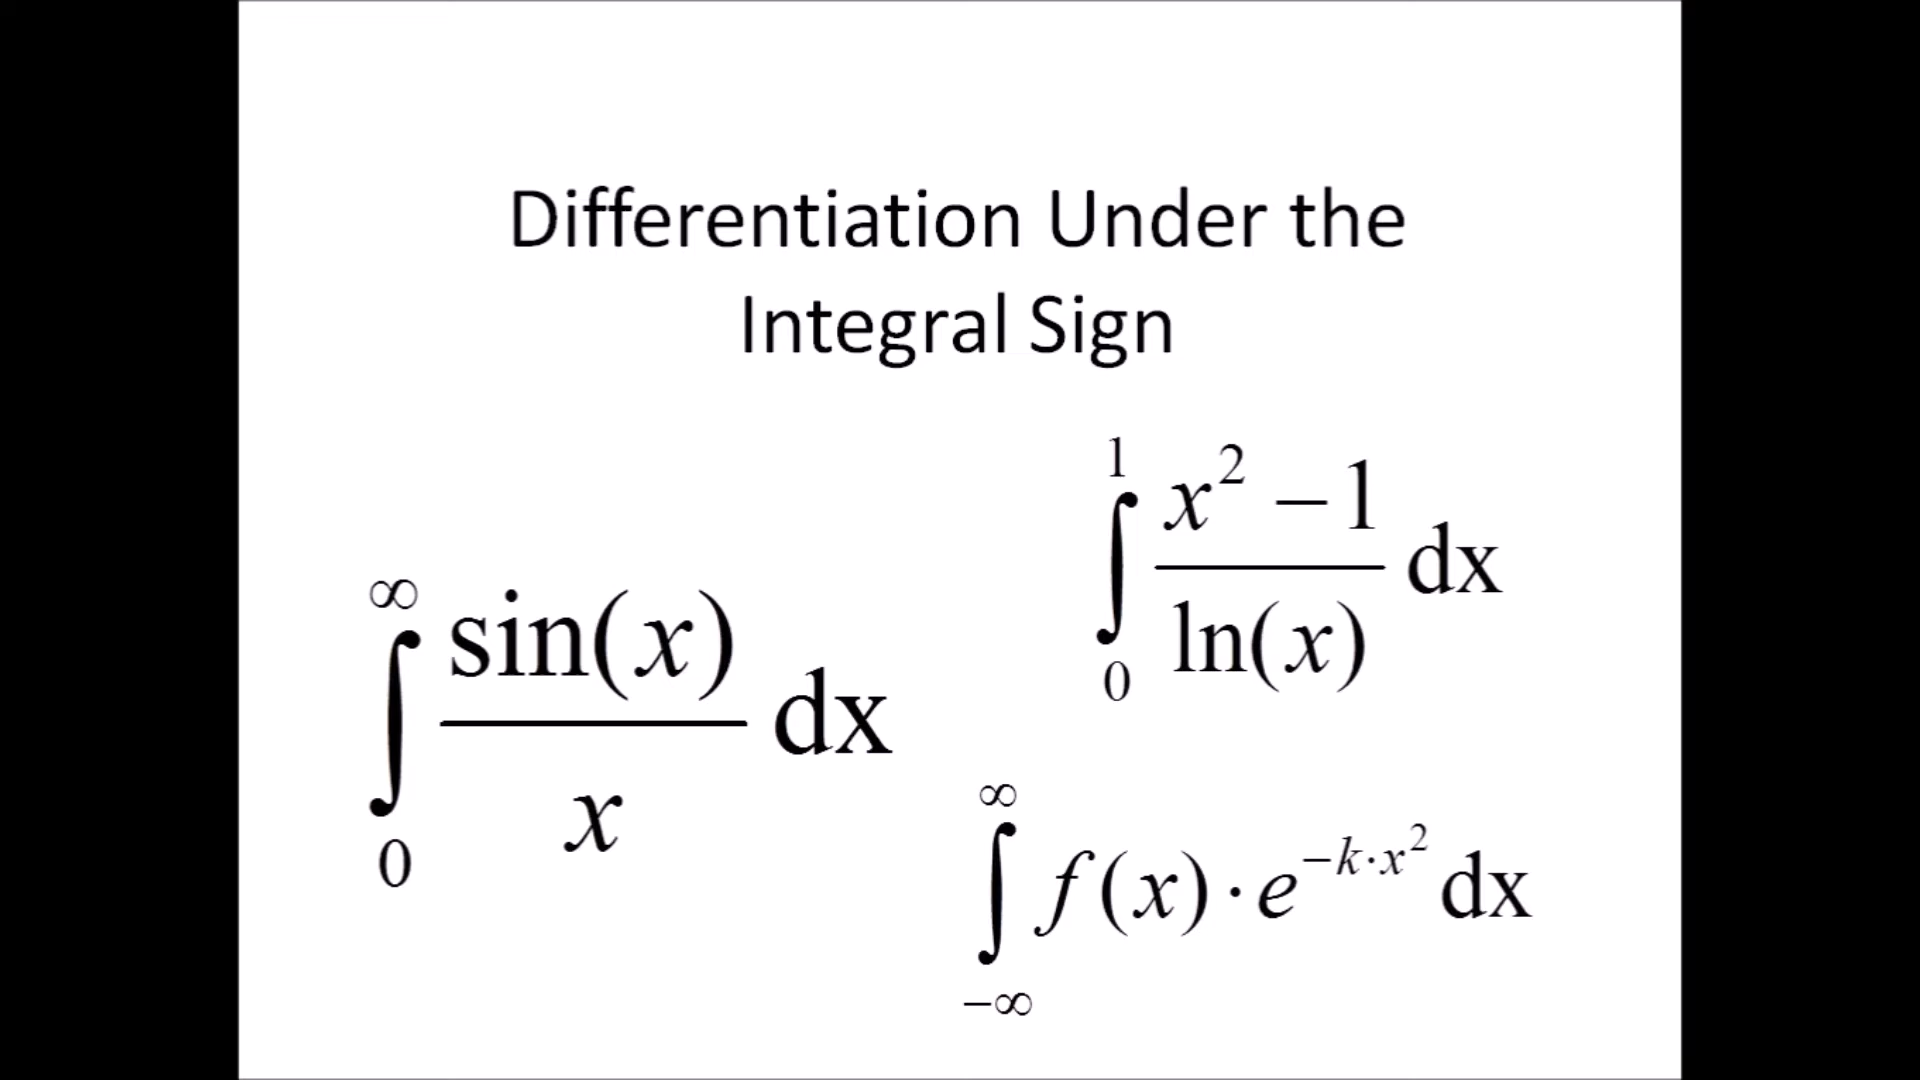 Differentiation Under the
Integral Sign
∫₀^∞ sin(x)/x dx
∫₀¹ x² − 1/ln(x) dx
∫₋∞^∞ f(x)·e^(−k·x²) dx